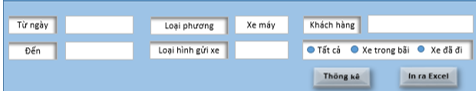 Từ ngày Loại phương Xe máy Khách hàng
Đến Loại hình gửi xe Tất cả Xe trong bãi Xe đã đi
Thống kê In ra Excel